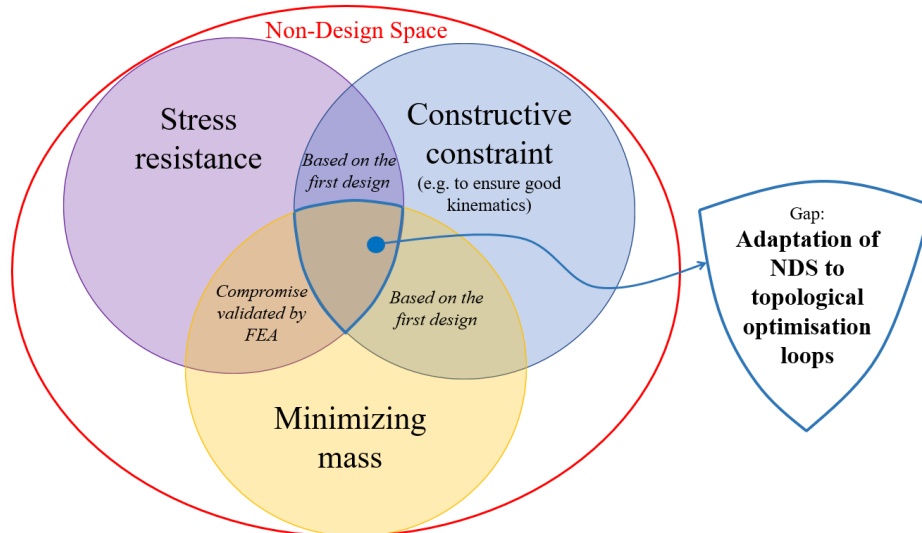 Non-Design Space
Stress
resistance
Constructive
constraint
(e.g. to ensure good
kinematics)
Based on the
first design
Compromise
validated by
FEA
Based on the
first design
Minimizing
mass
Gap:
Adaptation of
NDS to
topological
optimisation
loops